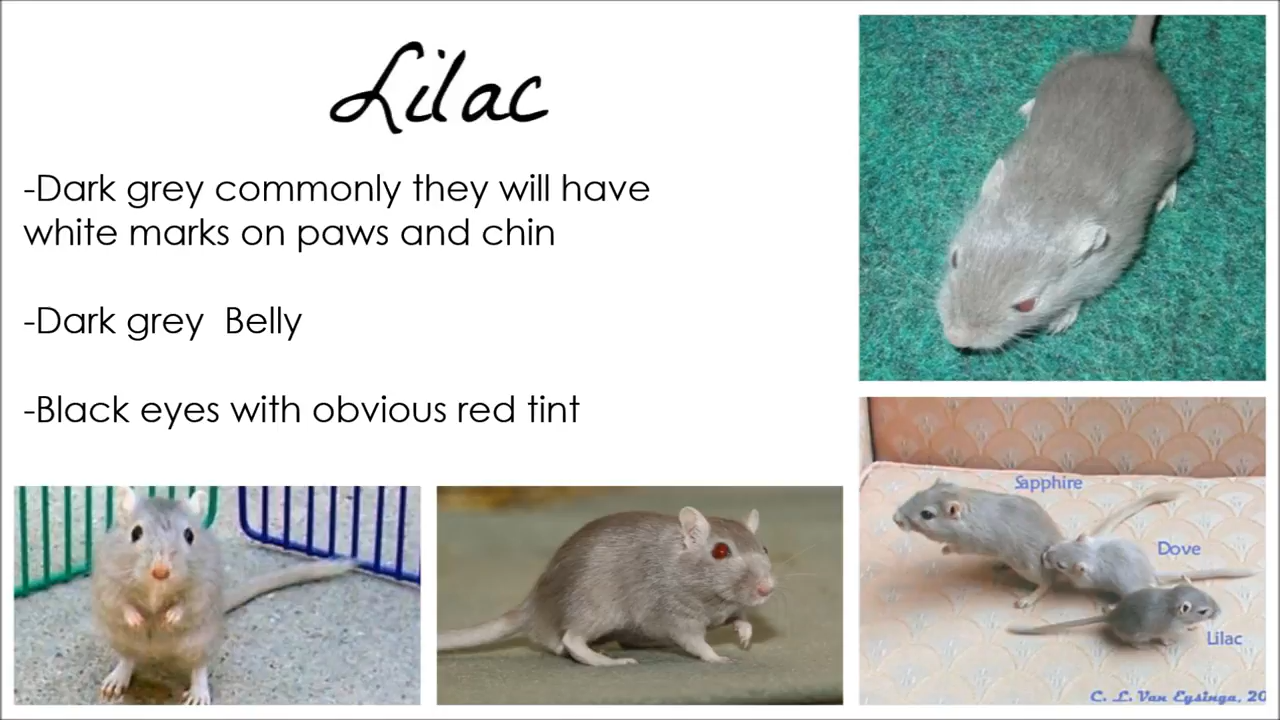 Lilac
-Dark grey commonly they will have
white marks on paws and chin
-Dark grey  Belly
-Black eyes with obvious red tint
Sapphire
Dove
Lilac
C. L. Van Eysinga, 20